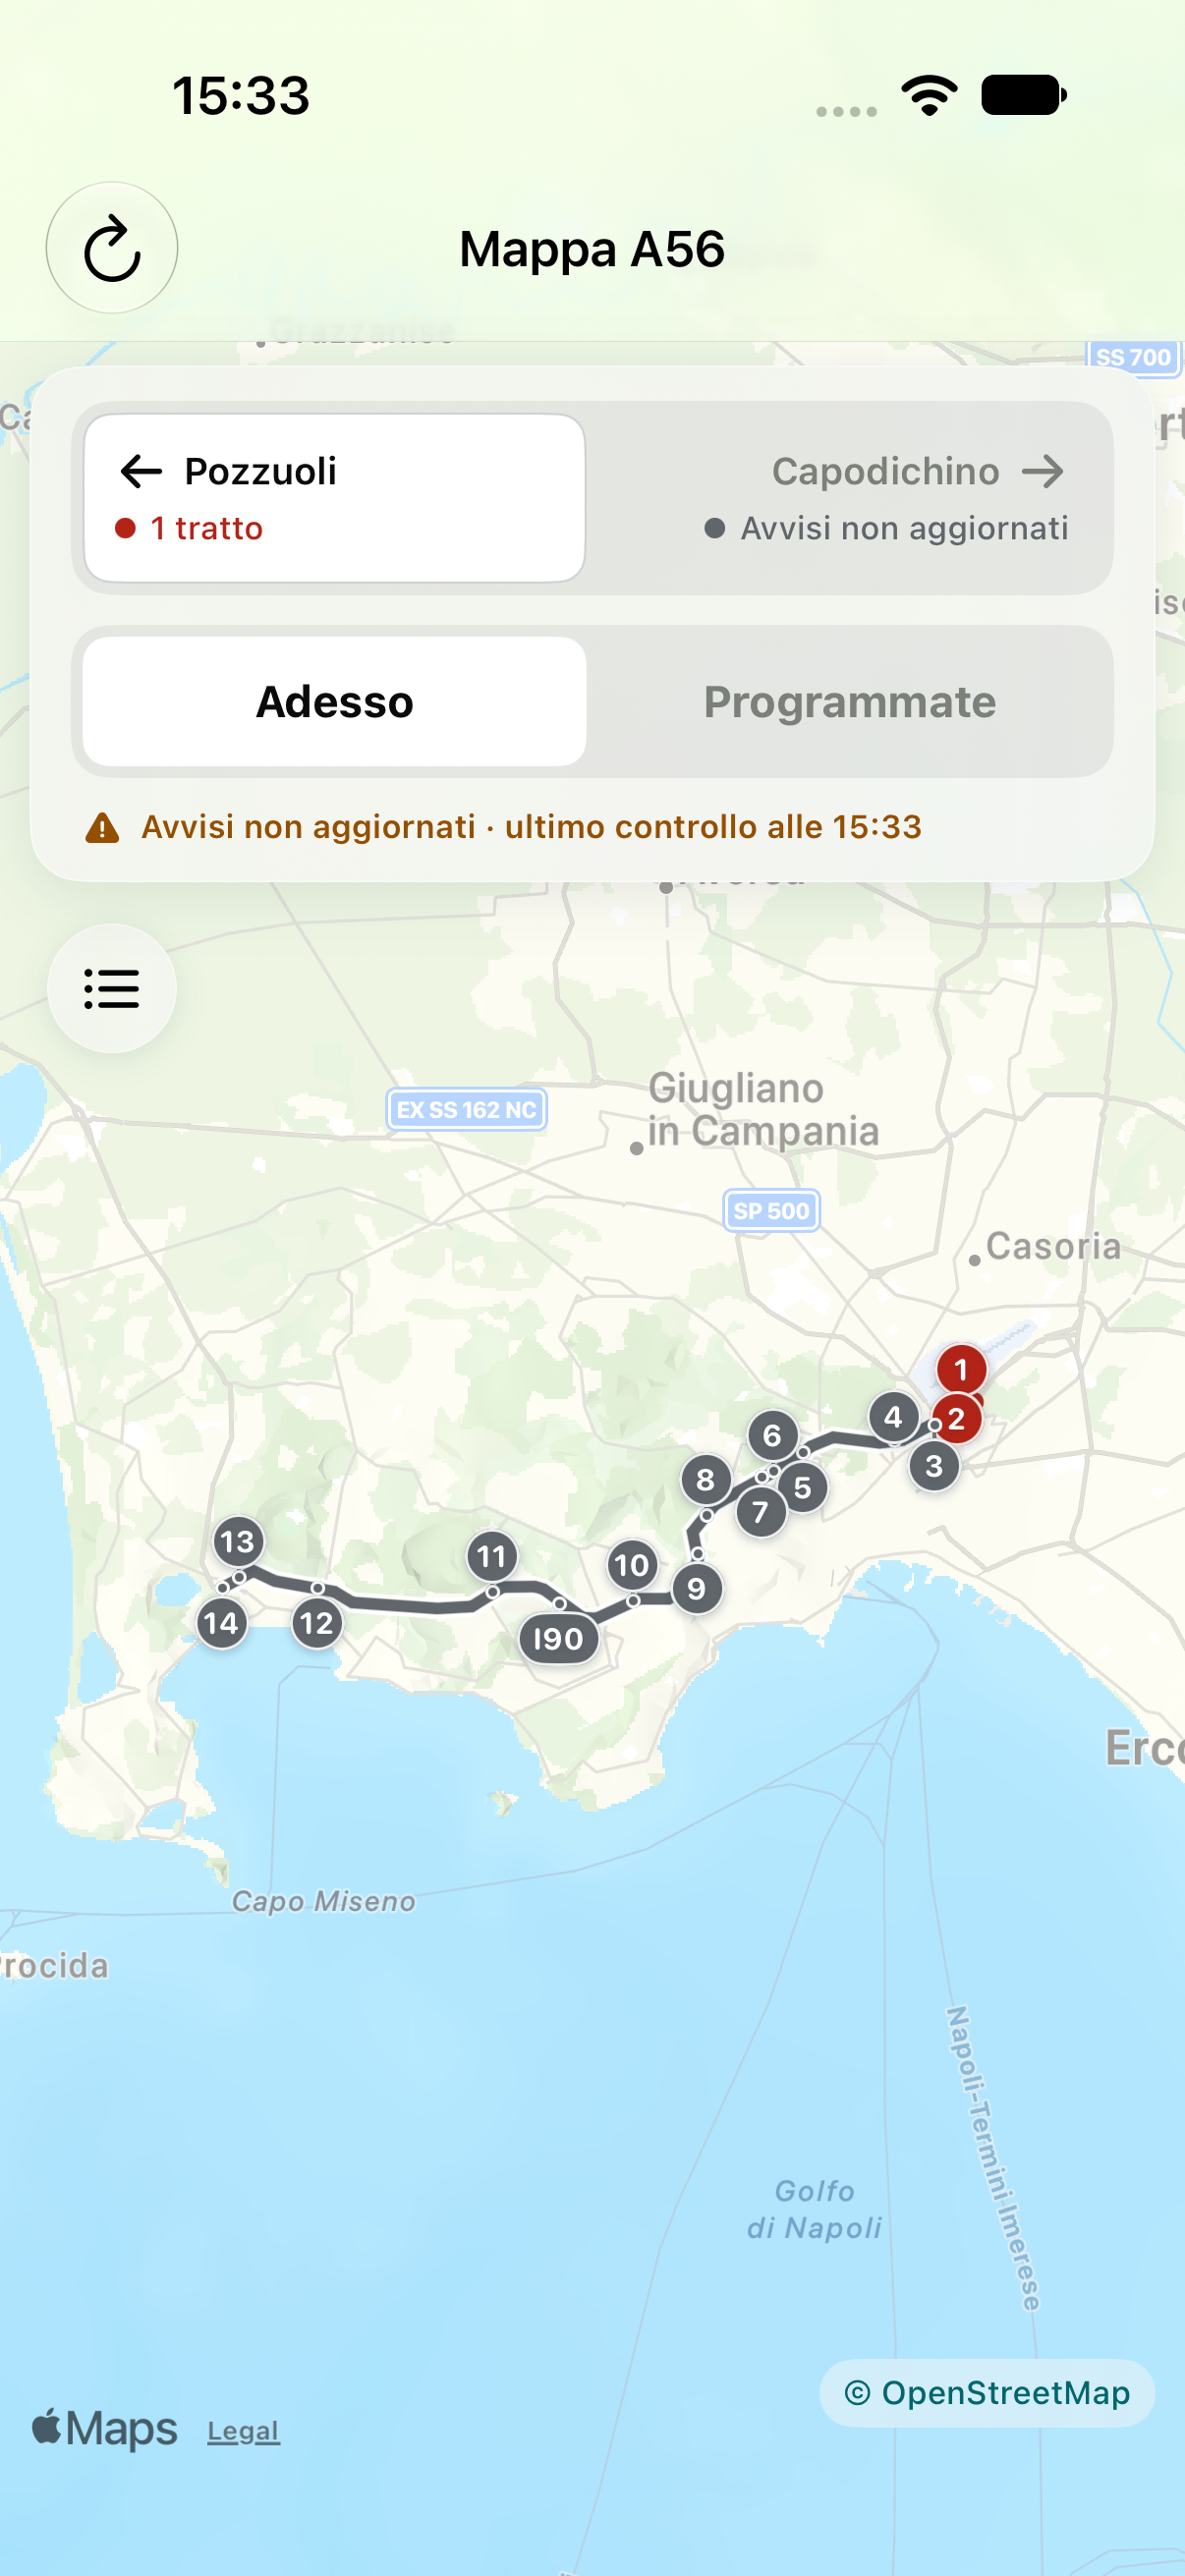 15:33
Mappa A56
Grazzanise
SS 700
← Pozzuoli
1 tratto
Capodichino →
Avvisi non aggiornati
Adesso
Programmate
Avvisi non aggiornati · ultimo controllo alle 15:33
Giugliano
in Campania
EX SS 162 NC
SP 500
Casoria
1
2
3
4
5
6
7
8
9
10
11
I90
12
13
14
Capo Miseno
Napoli-Termini Imerese
Golfo
di Napoli
© OpenStreetMap
Maps
Legal